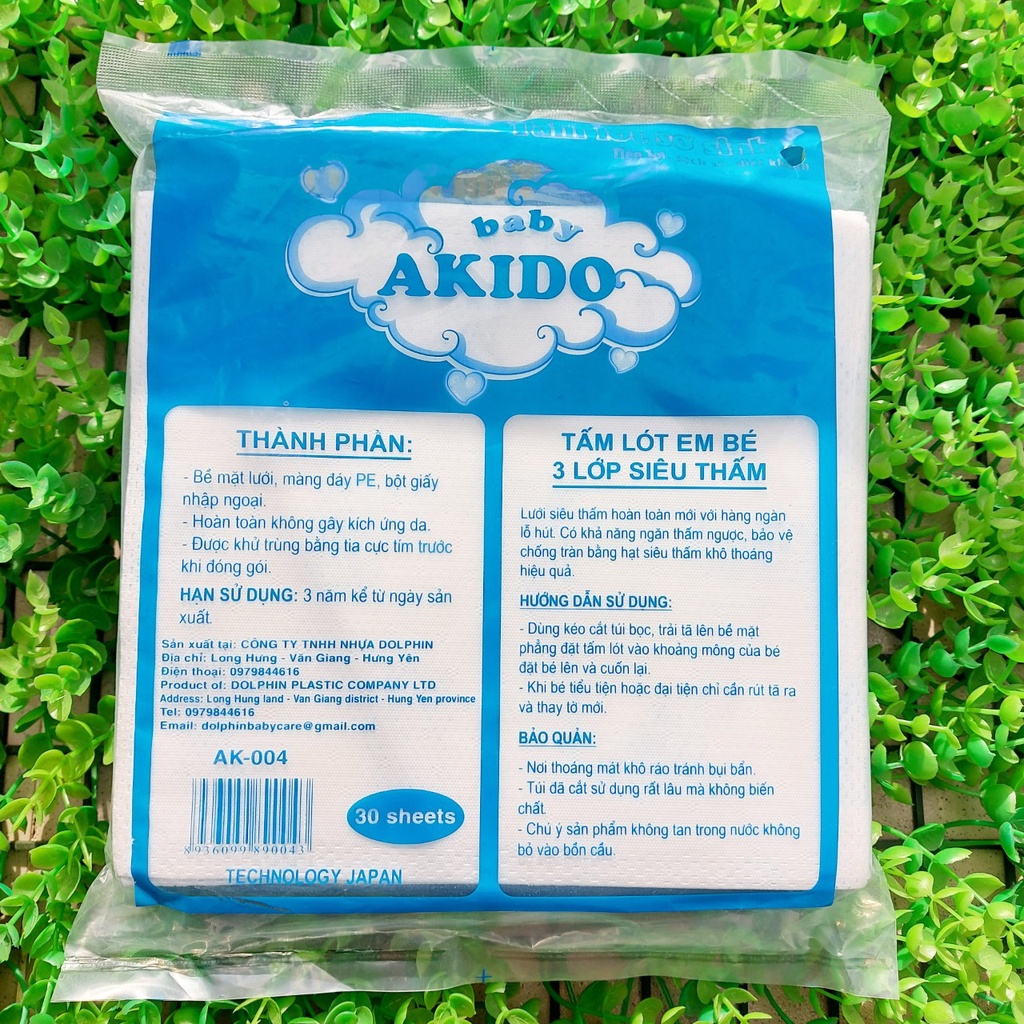 baby
AKIDO
THÀNH PHẦN:
- Bề mặt lưới, màng đáy PE, bột giấy
nhập ngoại.
- Hoàn toàn không gây kích ứng da.
- Được khử trùng bằng tia cực tím trước
khi đóng gói.
HẠN SỬ DỤNG: 3 năm kể từ ngày sản
xuất.
Sản xuất tại: CÔNG TY TNHH NHỰA DOLPHIN
Địa chỉ: Long Hưng - Văn Giang - Hưng Yên
Điện thoại: 0979844616
Product of: DOLPHIN PLASTIC COMPANY LTD
Address: Long Hung land - Van Giang district - Hung Yen province
Tel: 0979844616
Email: dolphinbabycare@gmail.com
AK-004
30 sheets
8936099890043
TECHNOLOGY JAPAN
TẤM LÓT EM BÉ
3 LỚP SIÊU THẤM
Lưới siêu thấm hoàn toàn mới với hàng ngàn
lỗ hút. Có khả năng ngăn thấm ngược, bảo vệ
chống tràn bằng hạt siêu thấm khô thoáng
hiệu quả.
HƯỚNG DẪN SỬ DỤNG:
- Dùng kéo cắt túi bọc, trải tã lên bề mặt
phẳng đặt tấm lót vào khoảng mông của bé
đặt bé lên và cuốn lại.
- Khi bé tiểu tiện hoặc đại tiện chỉ cần rút tã ra
và thay tờ mới.
BẢO QUẢN:
- Nơi thoáng mát khô ráo tránh bụi bẩn.
- Túi đã cắt sử dụng rất lâu mà không biến
chất.
- Chú ý sản phẩm không tan trong nước không
bỏ vào bồn cầu.